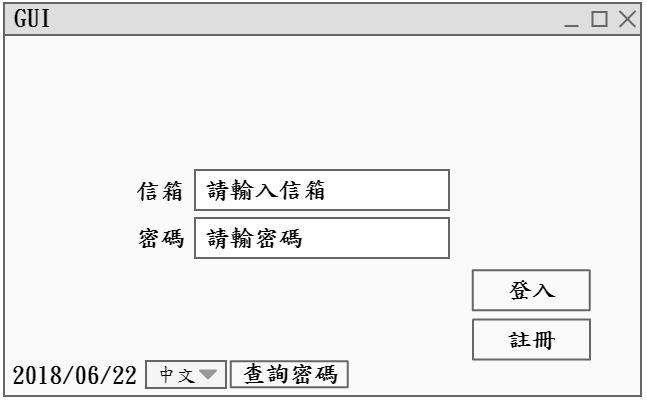 GUI
信箱 請輸入信箱
密碼 請輸密碼
登入
註冊
2018/06/22 中文 查詢密碼